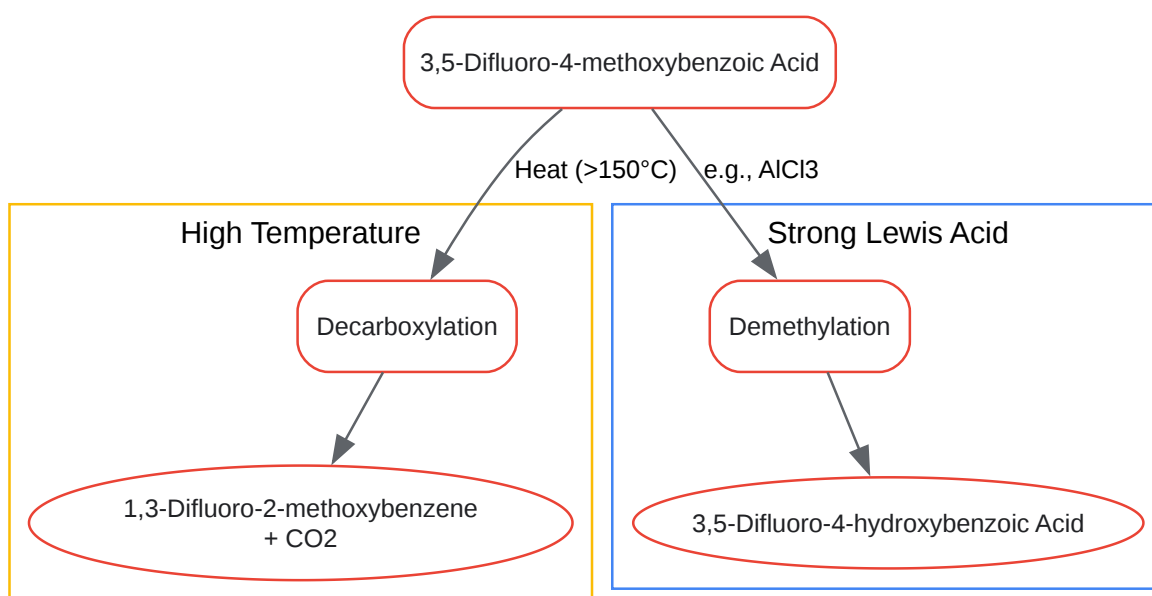 3,5-Difluoro-4-methoxybenzoic Acid
Heat (>150°C)
e.g., AlCl3
High Temperature
Strong Lewis Acid
Decarboxylation
Demethylation
1,3-Difluoro-2-methoxybenzene
+ CO2
3,5-Difluoro-4-hydroxybenzoic Acid